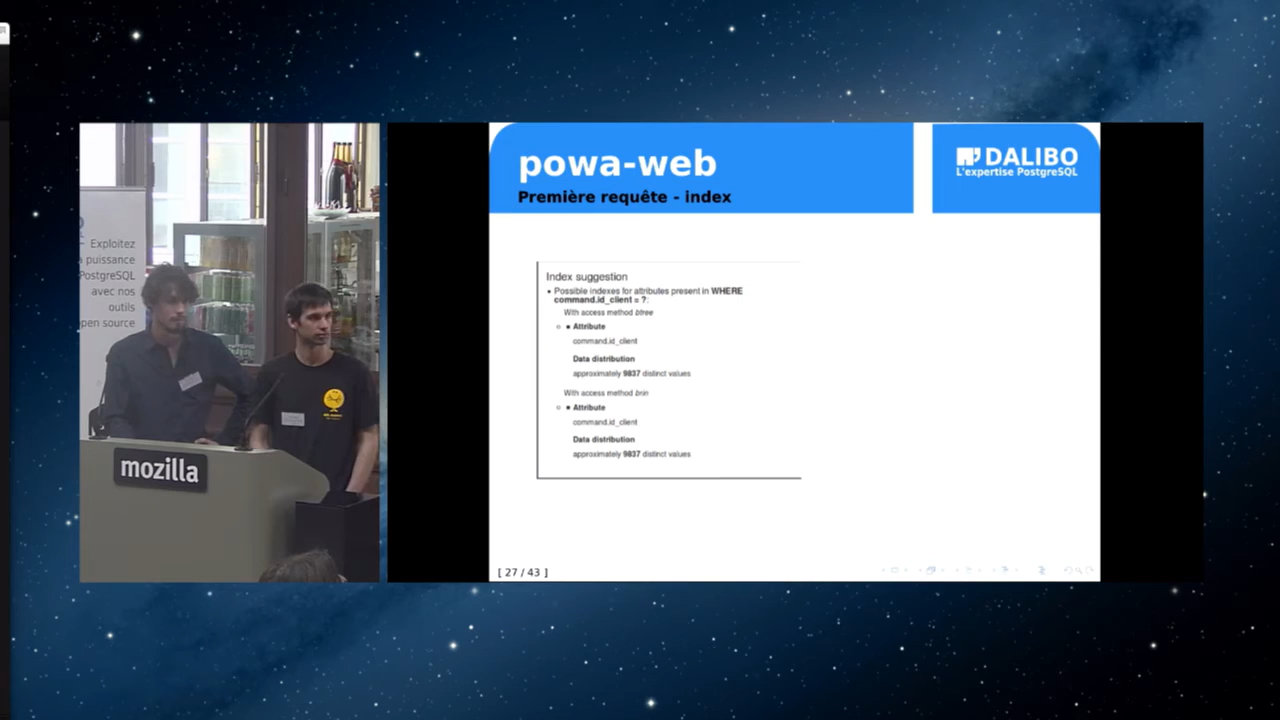 Exploitez
puissance
PostgreSQL
avec nos
outils
open source
mozilla
powa-web
Première requête - index
DALIBO
L'expertise PostgreSQL
Index suggestion
• Possible indexes for attributes present in WHERE
command.id_client = ?:
With access method btree
Attribute
command.id_client
Data distribution
approximately 9837 distinct values
With access method brin
Attribute
command.id_client
Data distribution
approximately 9837 distinct values
[ 27 / 43 ]